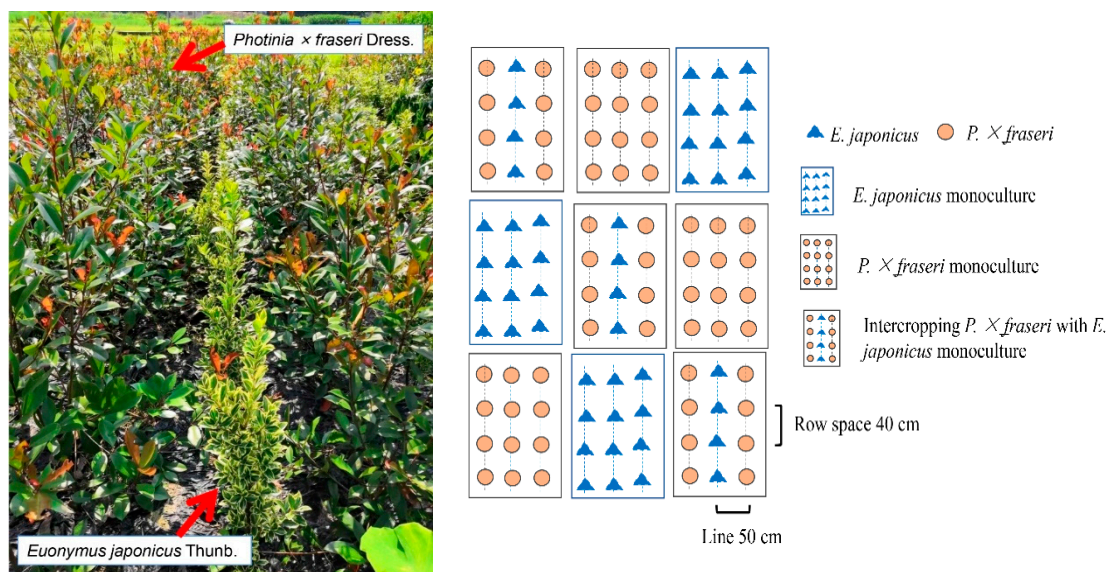 Photinia × fraseri Dress.
Euonymus japonicus Thunb.
E. japonicus P. ×fraseri
E. japonicus monoculture
P. ×fraseri monoculture
Intercropping P. ×fraseri with E.
japonicus monoculture
Row space 40 cm
Line 50 cm